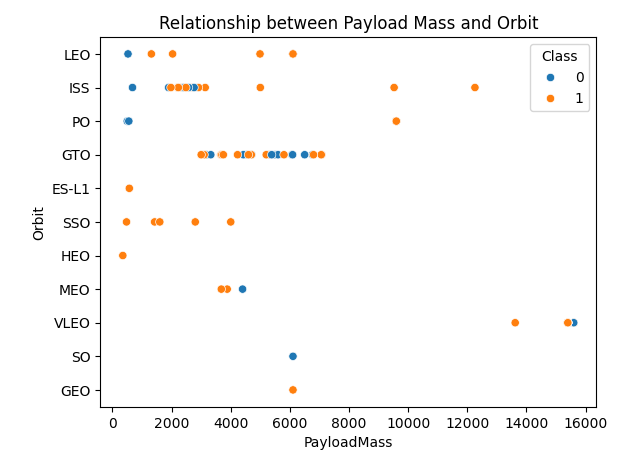 Relationship between Payload Mass and Orbit
LEO
ISS
PO
GTO
ES-L1
SSO
HEO
MEO
VLEO
SO
GEO
Orbit
Class
0
1
0 2000 4000 6000 8000 10000 12000 14000 16000
PayloadMass